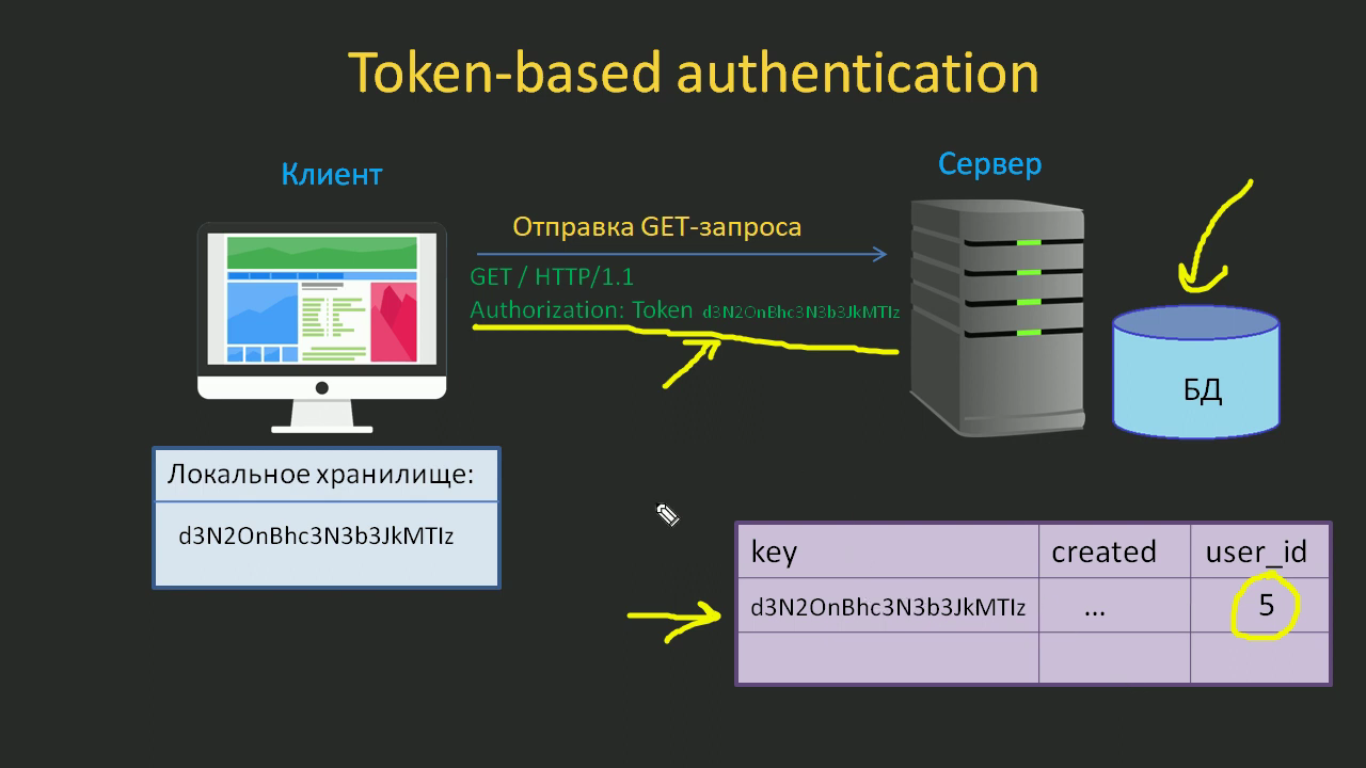 Token-based authentication
Клиент
Сервер
Отправка GET-запроса
GET / HTTP/1.1
Authorization: Token d3N2OnBhc3N3b3JkMTIz
БД
Локальное хранилище:
d3N2OnBhc3N3b3JkMTIz
key created user_id
d3N2OnBhc3N3b3JkMTIz ... 5